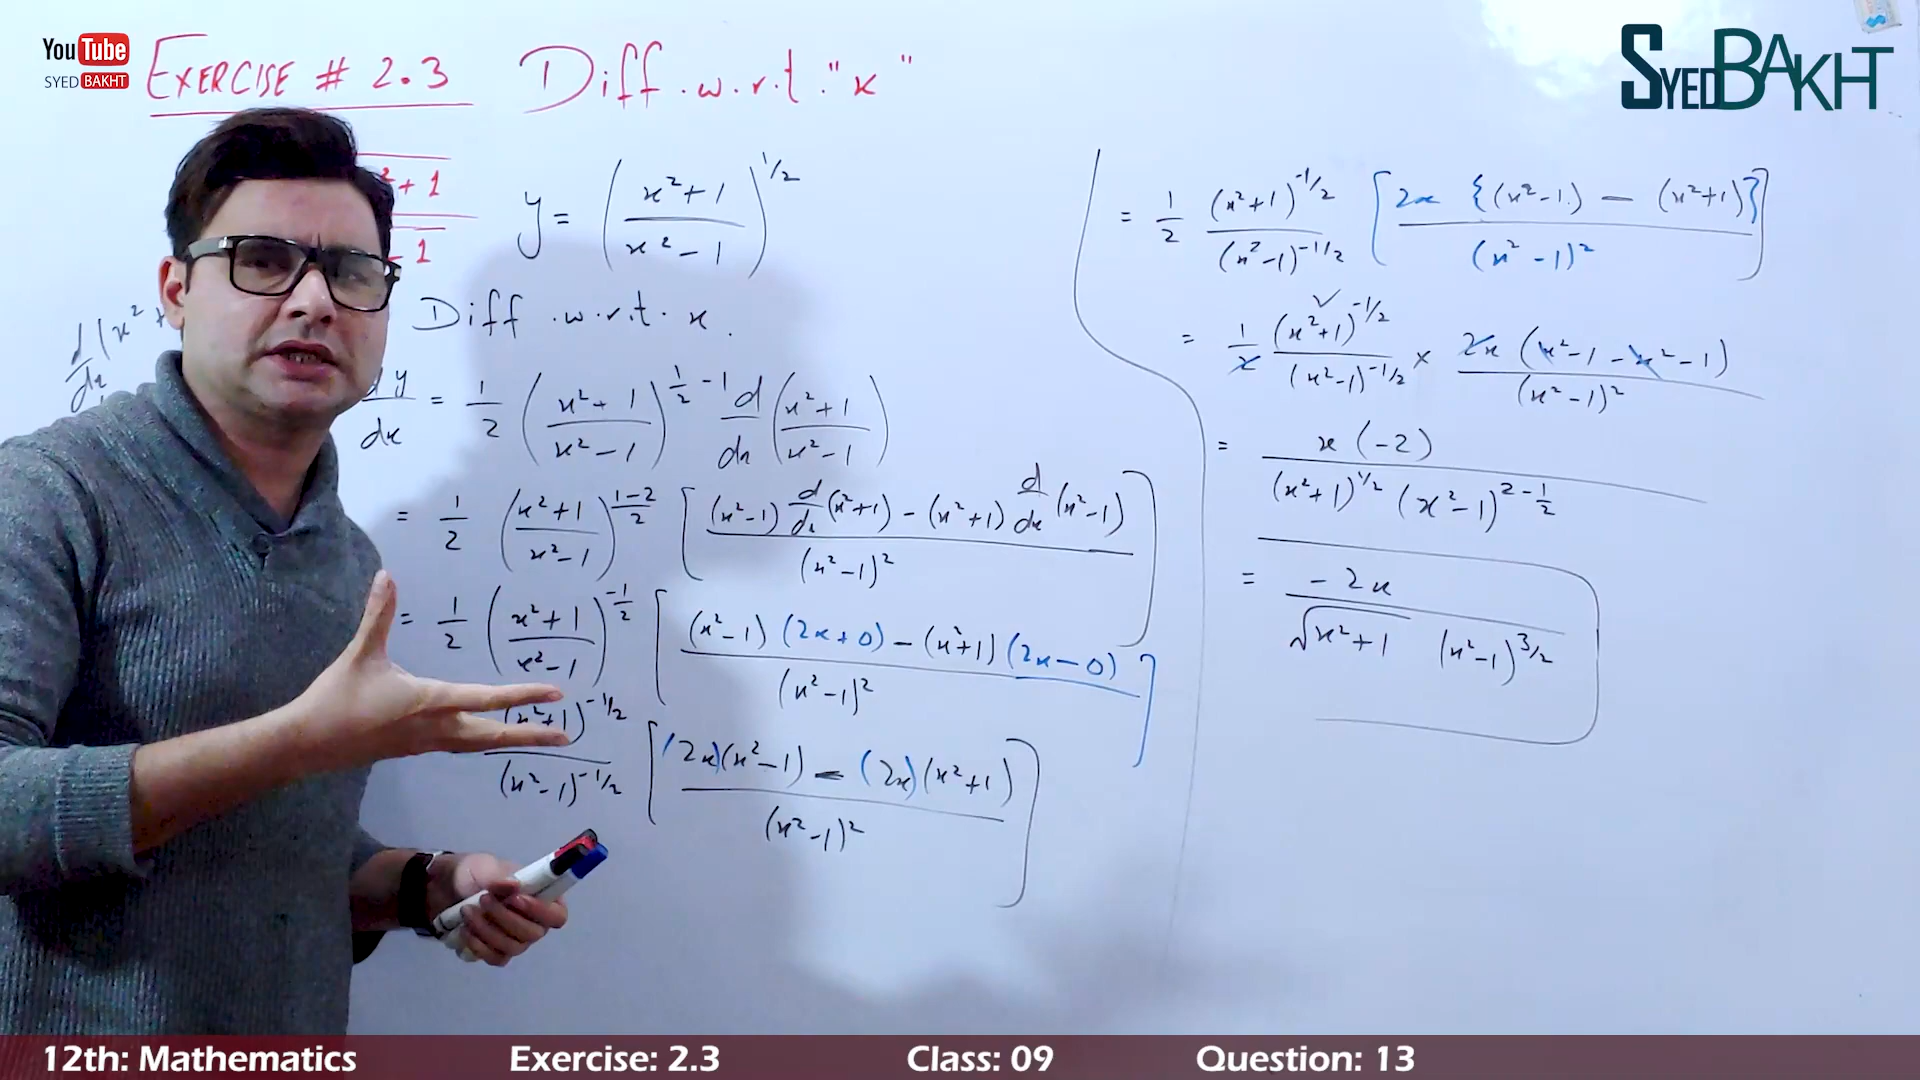 YouTube
SYED BAKHT
SYEDBAKHT
EXERCISE # 2.3 Diff.w.r.t. "x"
²+1
-1
y = ((x²+1)/(x²-1))^1/2
Diff.w.r.t. x.
d/dx (x²+
dy/dx = 1/2 ((x²+1)/(x²-1))^(1/2 -1) d/dx ((x²+1)/(x²-1))
= 1/2 ((x²+1)/(x²-1))^((1-2)/2) [((x²-1) d/dx (x²+1) - (x²+1) d/dx (x²-1))/(x²-1)²]
= 1/2 ((x²+1)/(x²-1))^(-1/2) [((x²-1)(2x+0) - (x²+1)(2x-0))/(x²-1)²]
(x²+1)^(-1/2)/(x²-1)^(-1/2) [((2x)(x²-1) - (2x)(x²+1))/(x²-1)²]
= 1/2 (x²+1)^(-1/2)/(x²-1)^(-1/2) [2x {(x²-1) - (x²+1)}/(x²-1)²]
= 1/2 (x²+1)^(-1/2)/(x²-1)^(-1/2) × 2x (x²-1-x²-1)/(x²-1)²
= x(-2)/((x²+1)^1/2 (x²-1)^(2-1/2))
= -2x/(√(x²+1) (x²-1)^3/2)
12th: Mathematics Exercise: 2.3 Class: 09 Question: 13